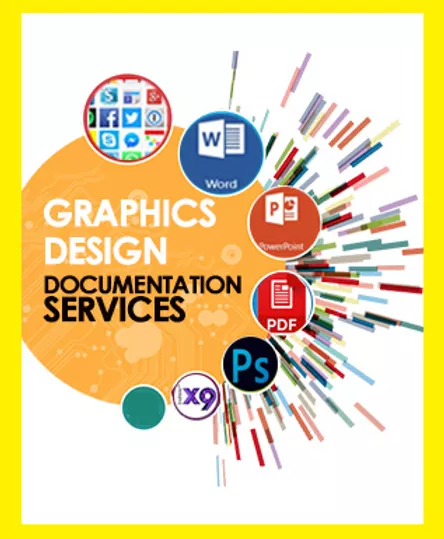 Word
GRAPHICS
DESIGN
PowerPoint
DOCUMENTATION
SERVICES
PDF
Ps
X9